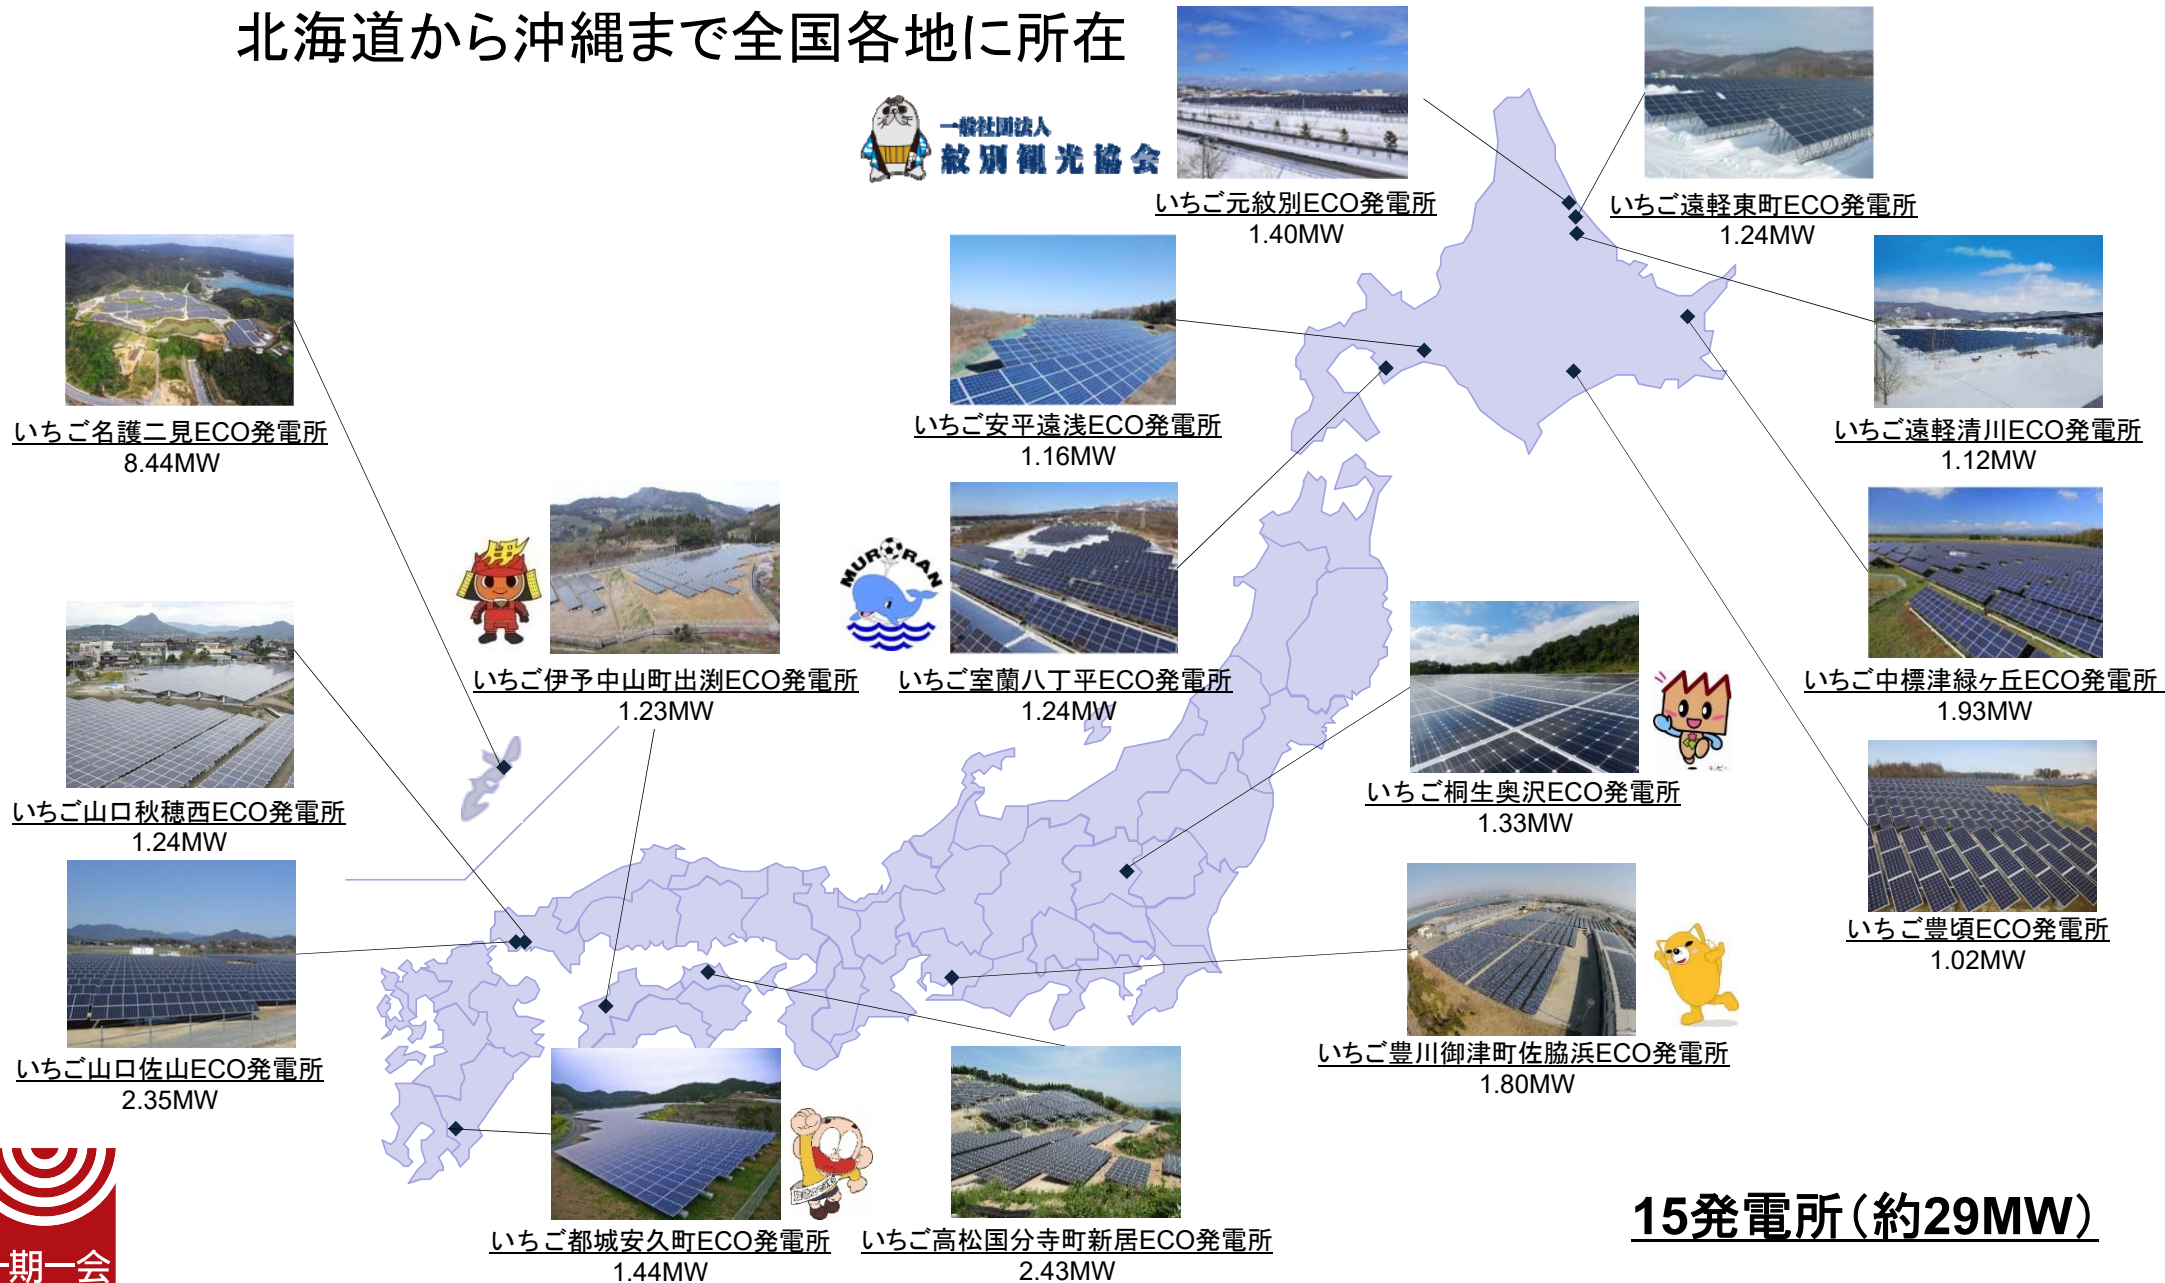 北海道から沖縄まで全国各地に所在
一般社団法人
紋別観光協会
いちご元紋別ECO発電所
1.40MW
いちご遠軽東町ECO発電所
1.24MW
いちご名護二見ECO発電所
8.44MW
いちご安平遠浅ECO発電所
1.16MW
いちご遠軽清川ECO発電所
1.12MW
いちご伊予中山町出渕ECO発電所
1.23MW
MURORAN
いちご室蘭八丁平ECO発電所
1.24MW
いちご中標津緑ヶ丘ECO発電所
1.93MW
いちご山口秋穂西ECO発電所
1.24MW
いちご桐生奥沢ECO発電所
1.33MW
いちご豊頃ECO発電所
1.02MW
いちご山口佐山ECO発電所
2.35MW
いちご豊川御津町佐脇浜ECO発電所
1.80MW
いちご都城安久町ECO発電所
1.44MW
いちご高松国分寺町新居ECO発電所
2.43MW
15発電所（約29MW）
一期一会